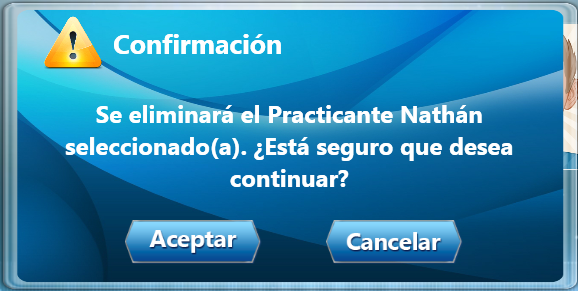 Confirmación
Se eliminará el Practicante Nathán
seleccionado(a). ¿Está seguro que desea
continuar?
Aceptar
Cancelar